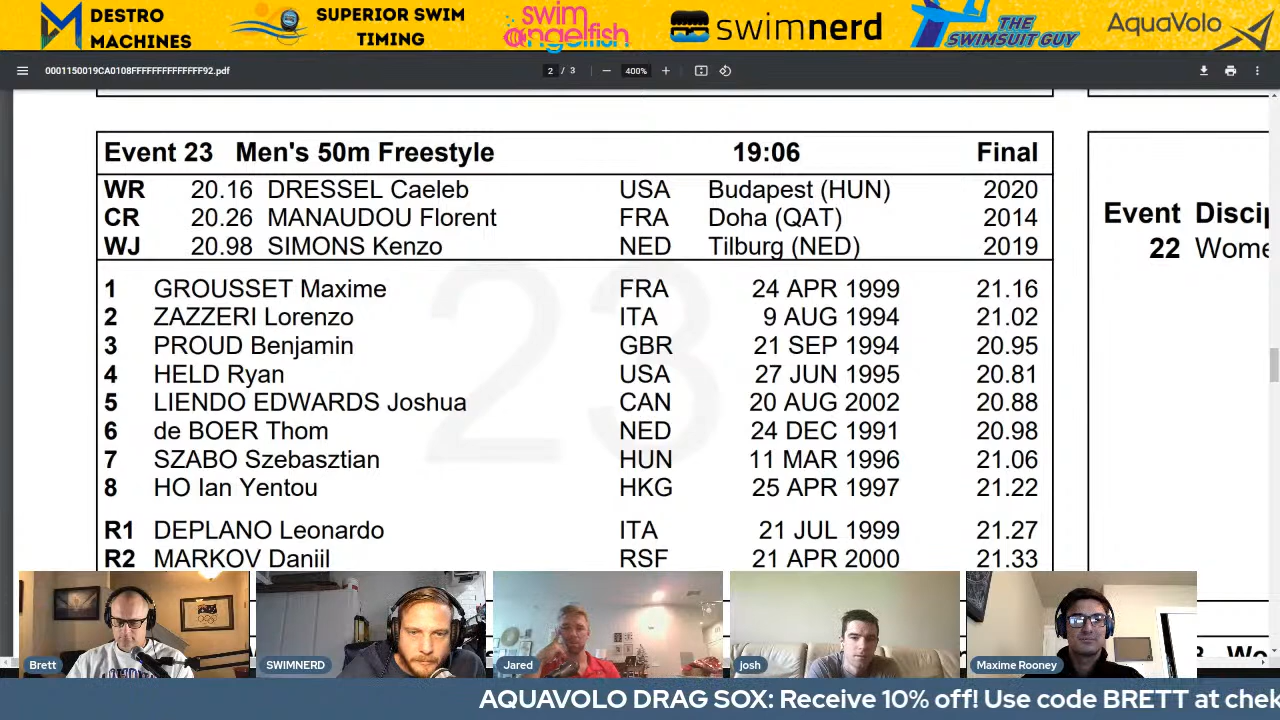 DESTRO
MACHINES
SUPERIOR SWIM
TIMING
swim
angelfish
swimnerd
THE
SWIMSUIT GUY
AquaVolo
0001150019CA0108FFFFFFFFFFFFFF92.pdf
2 / 3
400%
Event 23 Men's 50m Freestyle 19:06 Final
WR 20.16 DRESSEL Caeleb USA Budapest (HUN) 2020
CR 20.26 MANAUDOU Florent FRA Doha (QAT) 2014
WJ 20.98 SIMONS Kenzo NED Tilburg (NED) 2019
23
1 GROUSSET Maxime FRA 24 APR 1999 21.16
2 ZAZZERI Lorenzo ITA 9 AUG 1994 21.02
3 PROUD Benjamin GBR 21 SEP 1994 20.95
4 HELD Ryan USA 27 JUN 1995 20.81
5 LIENDO EDWARDS Joshua CAN 20 AUG 2002 20.88
6 de BOER Thom NED 24 DEC 1991 20.98
7 SZABO Szebasztian HUN 11 MAR 1996 21.06
8 HO Ian Yentou HKG 25 APR 1997 21.22
R1 DEPLANO Leonardo ITA 21 JUL 1999 21.27
R2 MARKOV Daniil RSF 21 APR 2000 21.33
Event Discip
22 Wome
Brett
SWIMNERD
Jared
josh
Maxime Rooney
AQUAVOLO DRAG SOX: Receive 10% off! Use code BRETT at chek